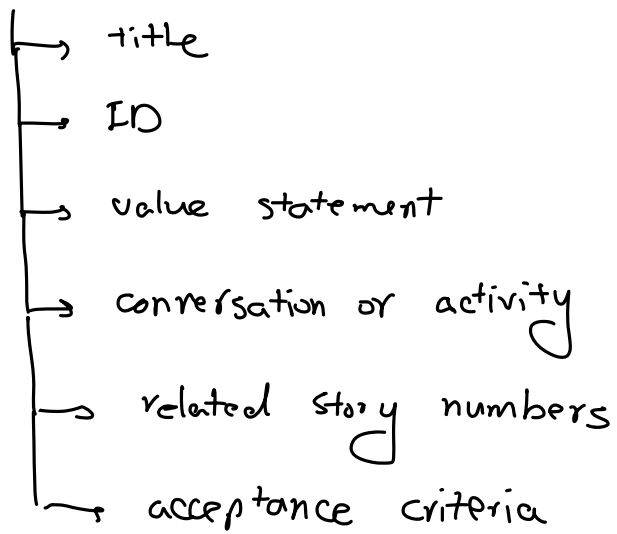 title
ID
value statement
conversation or activity
related story numbers
acceptance criteria